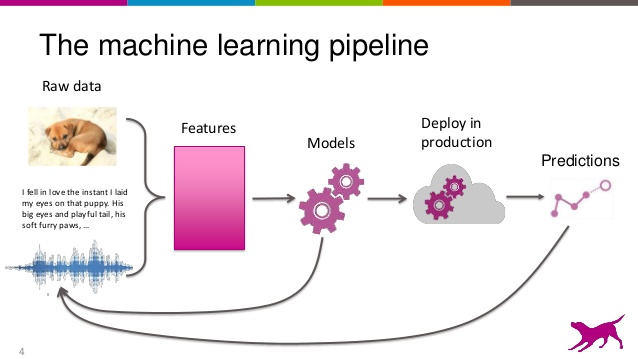 The machine learning pipeline
Raw data
Features
Models
Deploy in
production
Predictions
I fell in love the instant I laid
my eyes on that puppy. His
big eyes and playful tail, his
soft furry paws, …
4